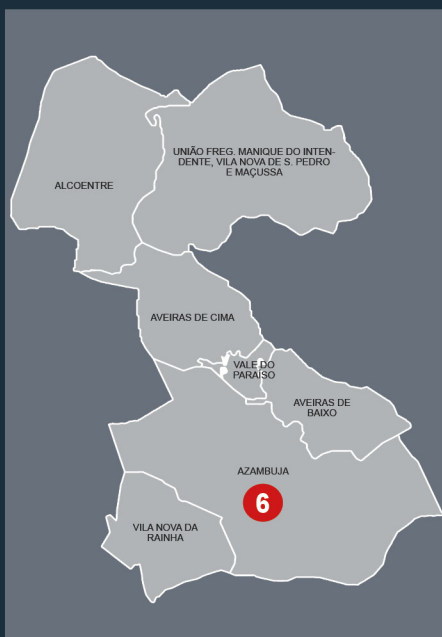 UNIÃO FREG. MANIQUE DO INTEN-
DENTE, VILA NOVA DE S. PEDRO
E MAÇUSSA
ALCOENTRE
AVEIRAS DE CIMA
VALE DO
PARAÍSO
AVEIRAS DE
BAIXO
AZAMBUJA
6
VILA NOVA DA
RAINHA